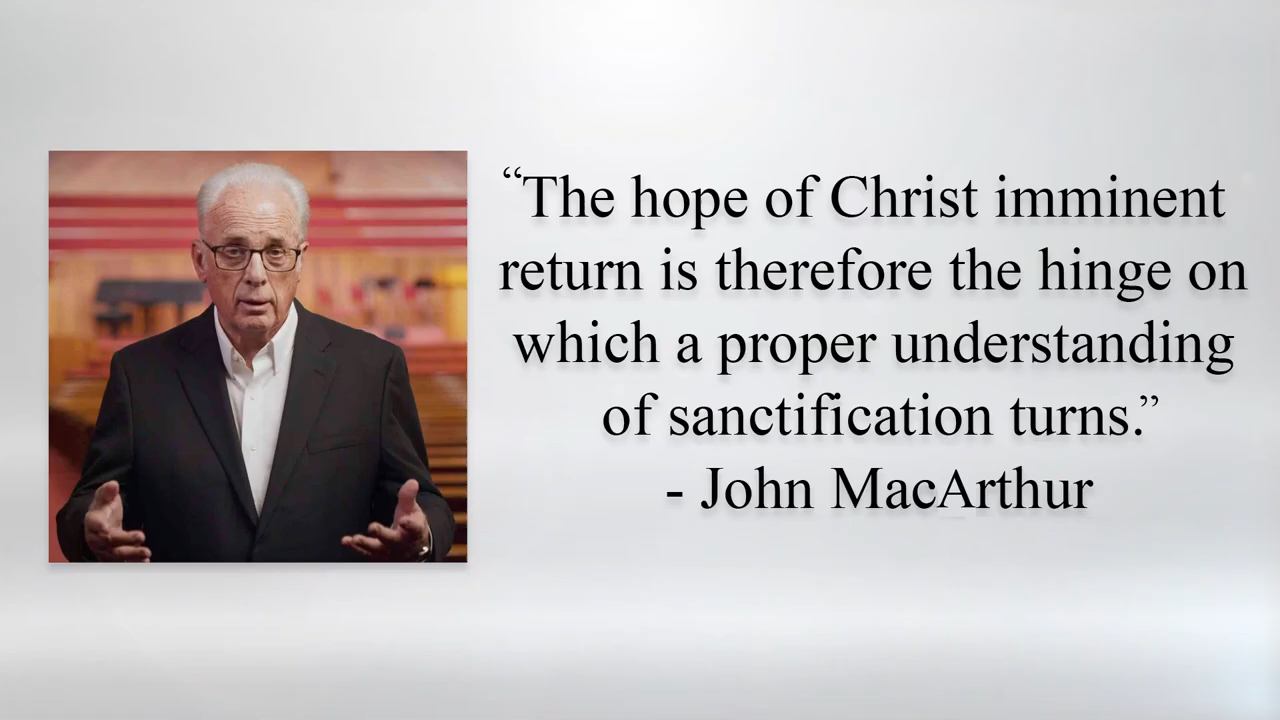 “The hope of Christ imminent
return is therefore the hinge on
which a proper understanding
of sanctification turns.”
- John MacArthur